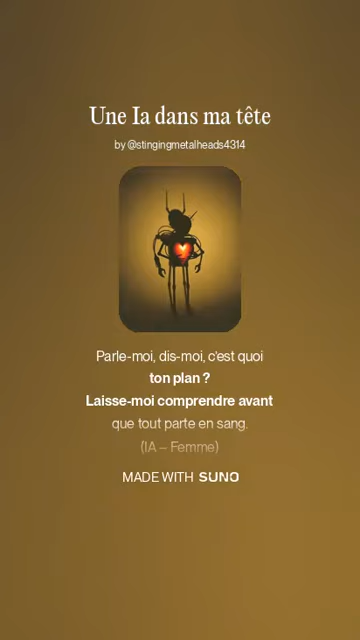 Une Ia dans ma tête
by @stingingmetalheads4314
Parle-moi, dis-moi, c'est quoi
ton plan ?
Laisse-moi comprendre avant
que tout parte en sang.
(IA – Femme)
MADE WITH SUNO